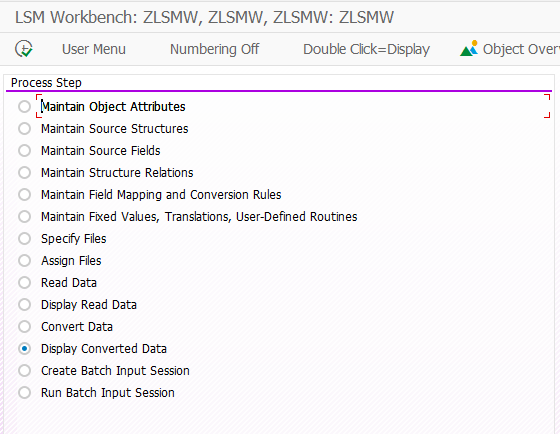 LSM Workbench: ZLSMW, ZLSMW, ZLSMW: ZLSMW
User Menu Numbering Off Double Click=Display Object Over
Process Step
Maintain Object Attributes
Maintain Source Structures
Maintain Source Fields
Maintain Structure Relations
Maintain Field Mapping and Conversion Rules
Maintain Fixed Values, Translations, User-Defined Routines
Specify Files
Assign Files
Read Data
Display Read Data
Convert Data
Display Converted Data
Create Batch Input Session
Run Batch Input Session